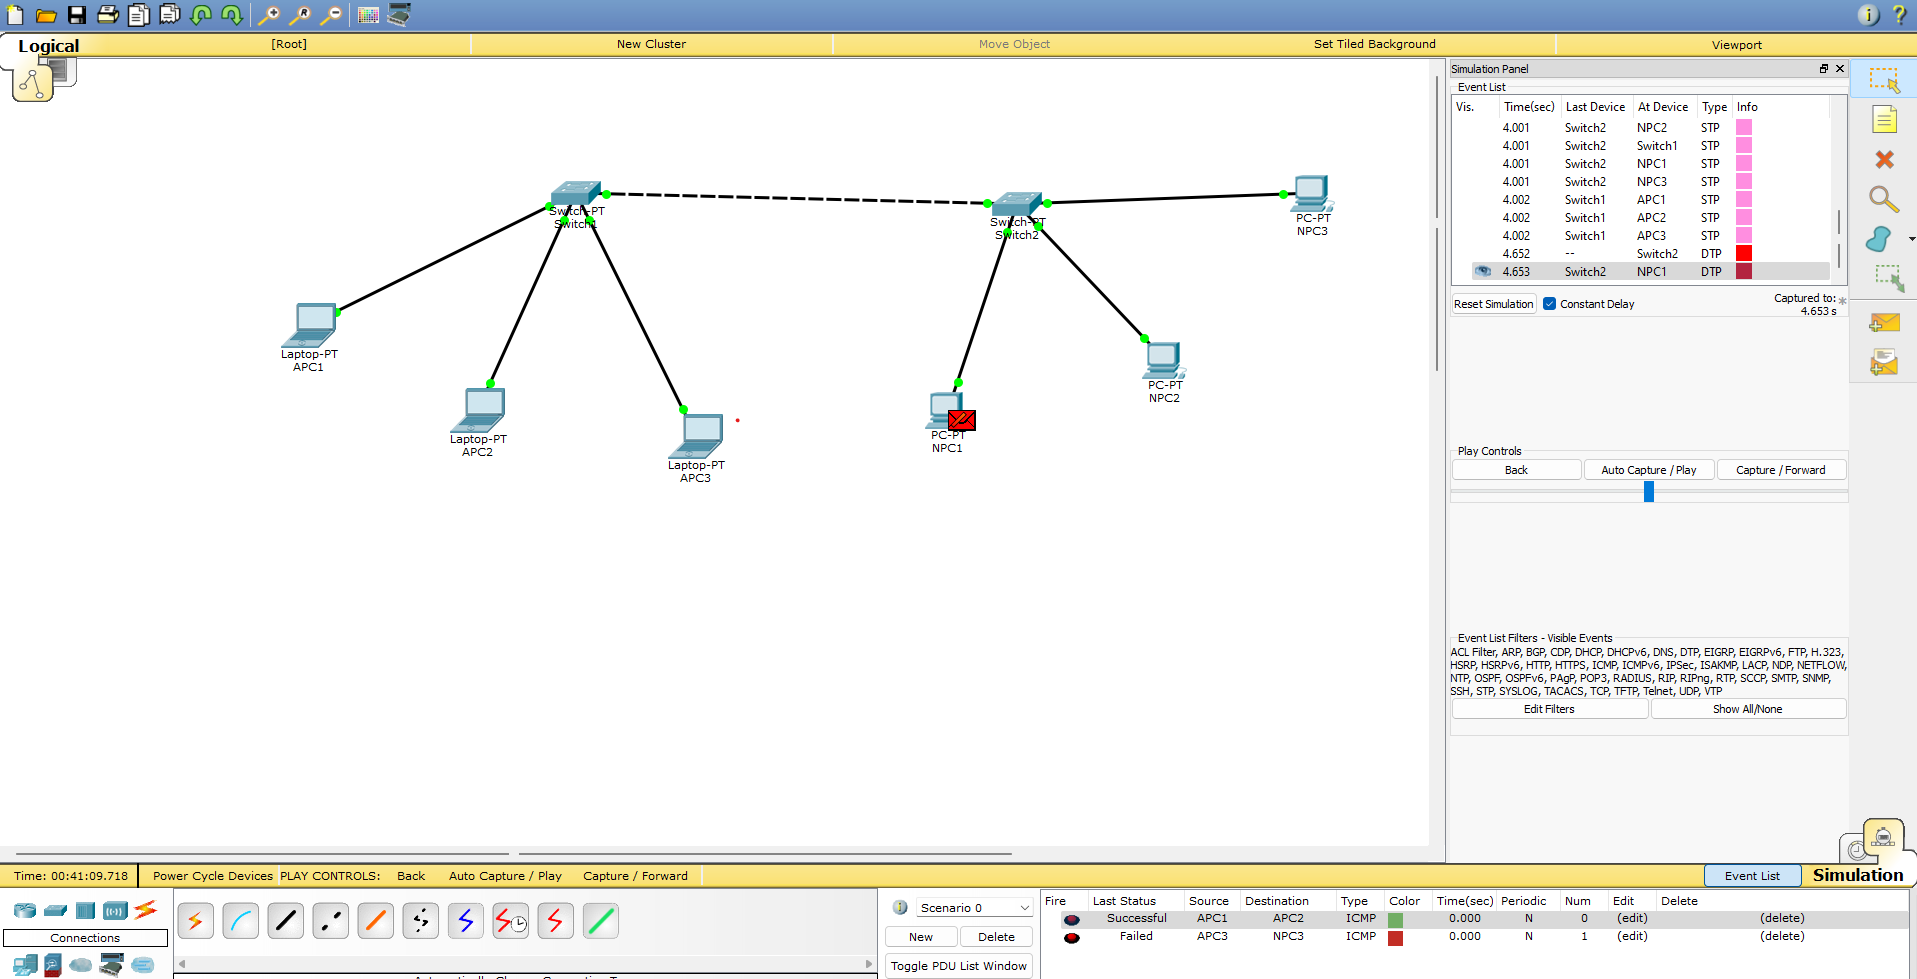 Logical
[Root]
New Cluster
Move Object
Set Tiled Background
Viewport
Switch-PT
Switch1
Switch-PT
Switch2
PC-PT
NPC3
Laptop-PT
APC1
Laptop-PT
APC2
Laptop-PT
APC3
PC-PT
NPC1
PC-PT
NPC2
Simulation Panel
Event List
Vis. Time(sec) Last Device At Device Type Info
4.001 Switch2 NPC2 STP
4.001 Switch2 Switch1 STP
4.001 Switch2 NPC1 STP
4.001 Switch2 NPC3 STP
4.002 Switch1 APC1 STP
4.002 Switch1 APC2 STP
4.002 Switch1 APC3 STP
4.652 -- Switch2 DTP
4.653 Switch2 NPC1 DTP
Reset Simulation
Constant Delay
Captured to:
4.653 s
Play Controls
Back
Auto Capture / Play
Capture / Forward
Event List Filters - Visible Events
ACL Filter, ARP, BGP, CDP, DHCP, DHCPv6, DNS, DTP, EIGRP, EIGRPv6, FTP, H.323,
HSRP, HSRPv6, HTTP, HTTPS, ICMP, ICMPv6, IPSec, ISAKMP, LACP, NDP, NETFLOW,
NTP, OSPF, OSPFv6, PAgP, POP3, RADIUS, RIP, RIPng, RTP, SCCP, SMTP, SNMP,
SSH, STP, SYSLOG, TACACS, TCP, TFTP, Telnet, UDP, VTP
Edit Filters
Show All/None
Time: 00:41:09.718
Power Cycle Devices
PLAY CONTROLS:
Back
Auto Capture / Play
Capture / Forward
Event List
Simulation
Connections
Scenario 0
New
Delete
Toggle PDU List Window
Fire Last Status Source Destination Type Color Time(sec) Periodic Num Edit Delete
Successful APC1 APC2 ICMP 0.000 N 0 (edit) (delete)
Failed APC3 NPC3 ICMP 0.000 N 1 (edit) (delete)